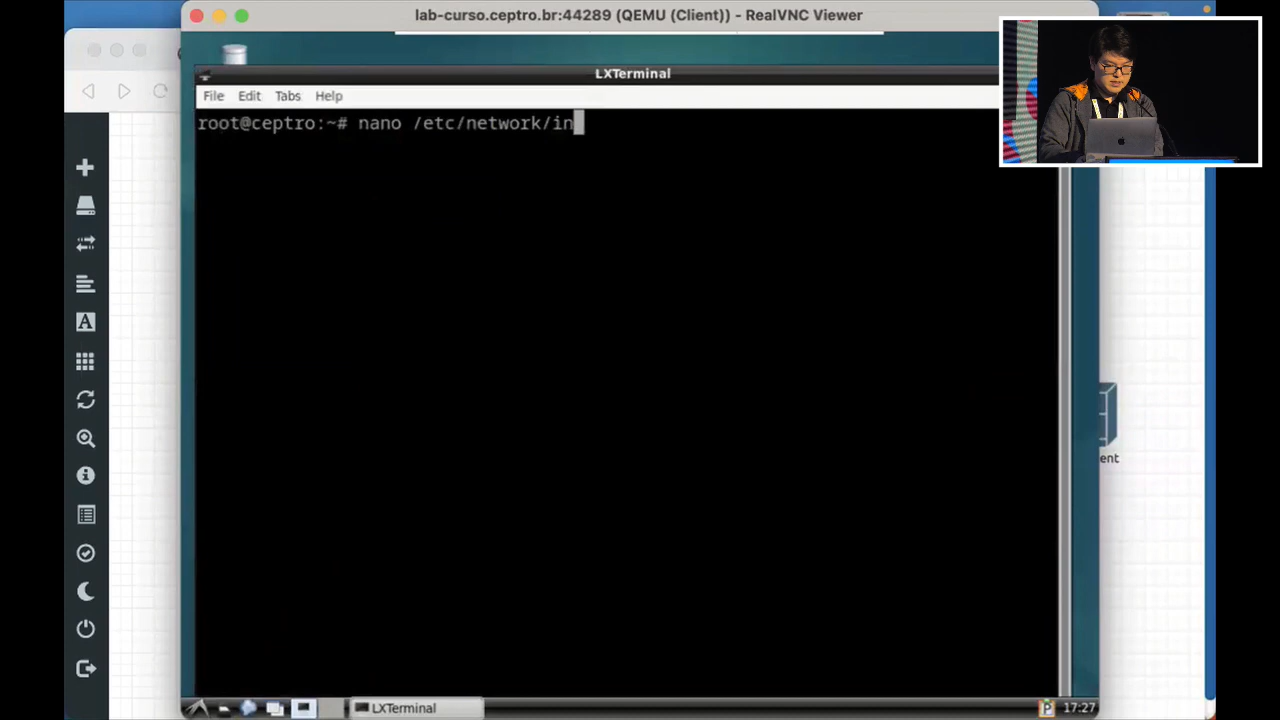 lab-curso.ceptro.br:44289 (QEMU (Client)) - RealVNC Viewer
LXTerminal
File Edit Tabs Help
root@ceptro:~# nano /etc/network/in
ent
LXTerminal
17:27